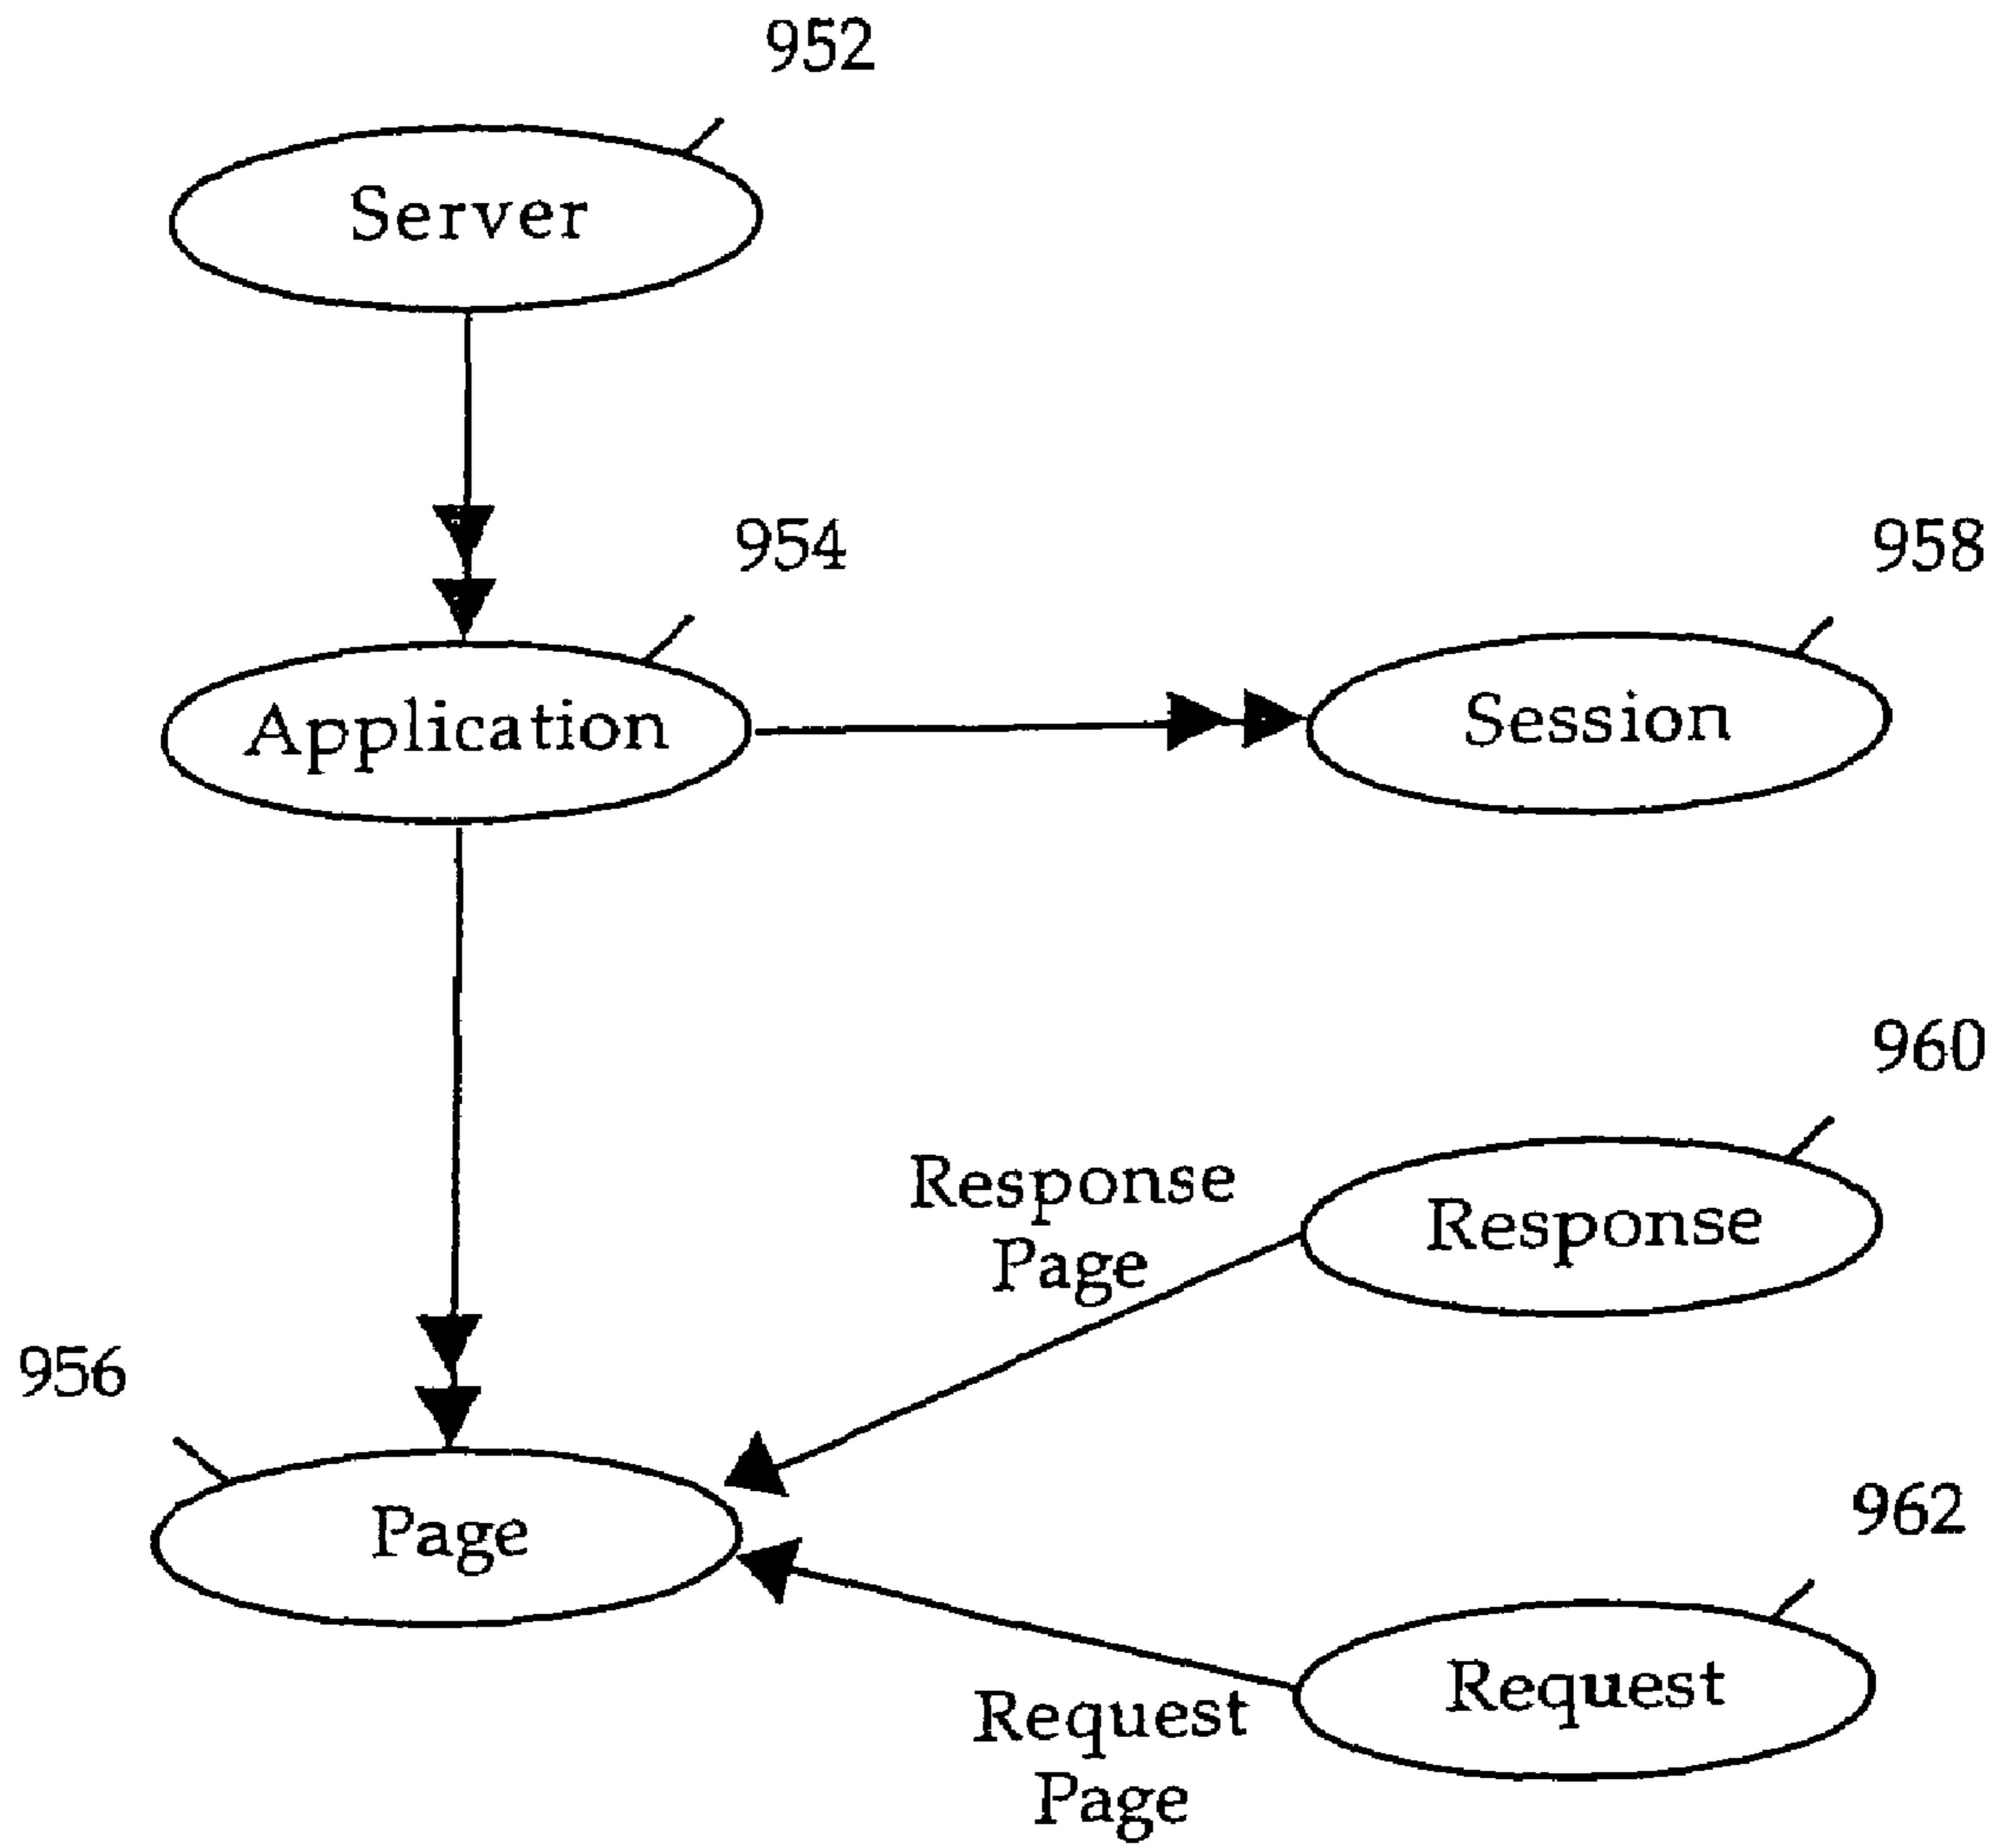 952
Server
954
958
Application
Session
960
Response
Page
Response
956
Page
962
Request
Request
Page